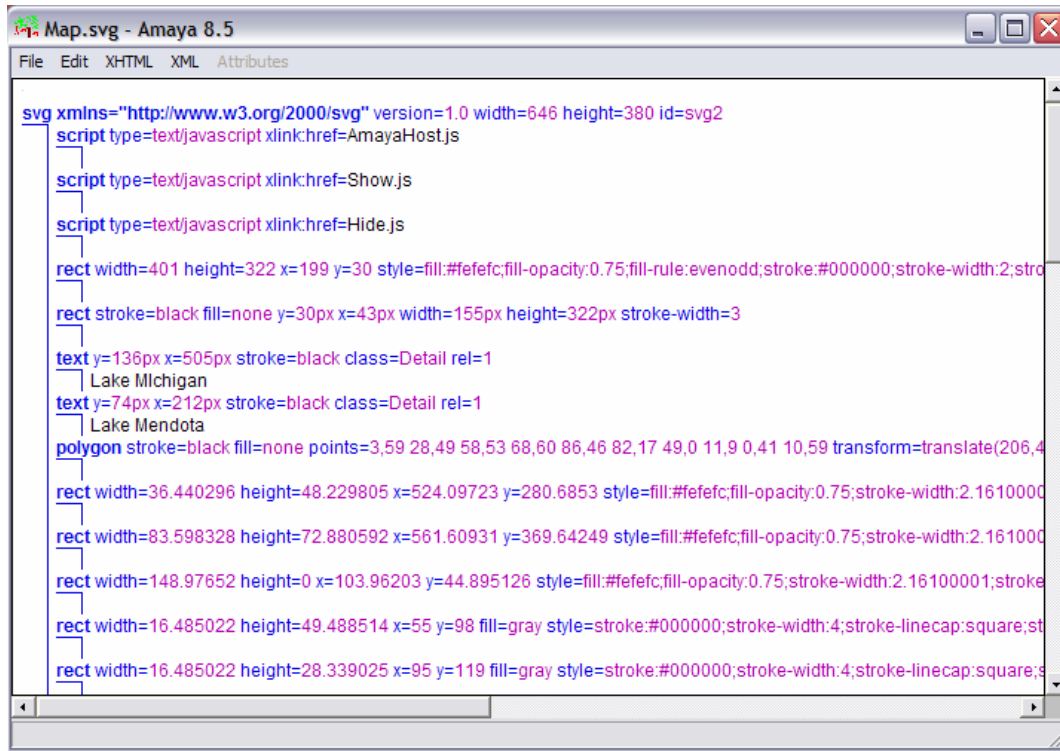 Map.svg - Amaya 8.5
File Edit XHTML XML Attributes
svg xmlns="http://www.w3.org/2000/svg" version=1.0 width=646 height=380 id=svg2
script type=text/javascript xlink:href=AmayaHost.js
script type=text/javascript xlink:href=Show.js
script type=text/javascript xlink:href=Hide.js
rect width=401 height=322 x=199 y=30 style=fill:#fefefc;fill-opacity:0.75;fill-rule:evenodd;stroke:#000000;stroke-width:2;stro
rect stroke=black fill=none y=30px x=43px width=155px height=322px stroke-width=3
text y=136px x=505px stroke=black class=Detail rel=1
Lake MIchigan
text y=74px x=212px stroke=black class=Detail rel=1
Lake Mendota
polygon stroke=black fill=none points=3,59 28,49 58,53 68,60 86,46 82,17 49,0 11,9 0,41 10,59 transform=translate(206,4
rect width=36.440296 height=48.229805 x=524.09723 y=280.6853 style=fill:#fefefc;fill-opacity:0.75;stroke-width:2.1610000
rect width=83.598328 height=72.880592 x=561.60931 y=369.64249 style=fill:#fefefc;fill-opacity:0.75;stroke-width:2.161000
rect width=148.97652 height=0 x=103.96203 y=44.895126 style=fill:#fefefc;fill-opacity:0.75;stroke-width:2.16100001;stroke
rect width=16.485022 height=49.488514 x=55 y=98 fill=gray style=stroke:#000000;stroke-width:4;stroke-linecap:square;st
rect width=16.485022 height=28.339025 x=95 y=119 fill=gray style=stroke:#000000;stroke-width:4;stroke-linecap:square;s